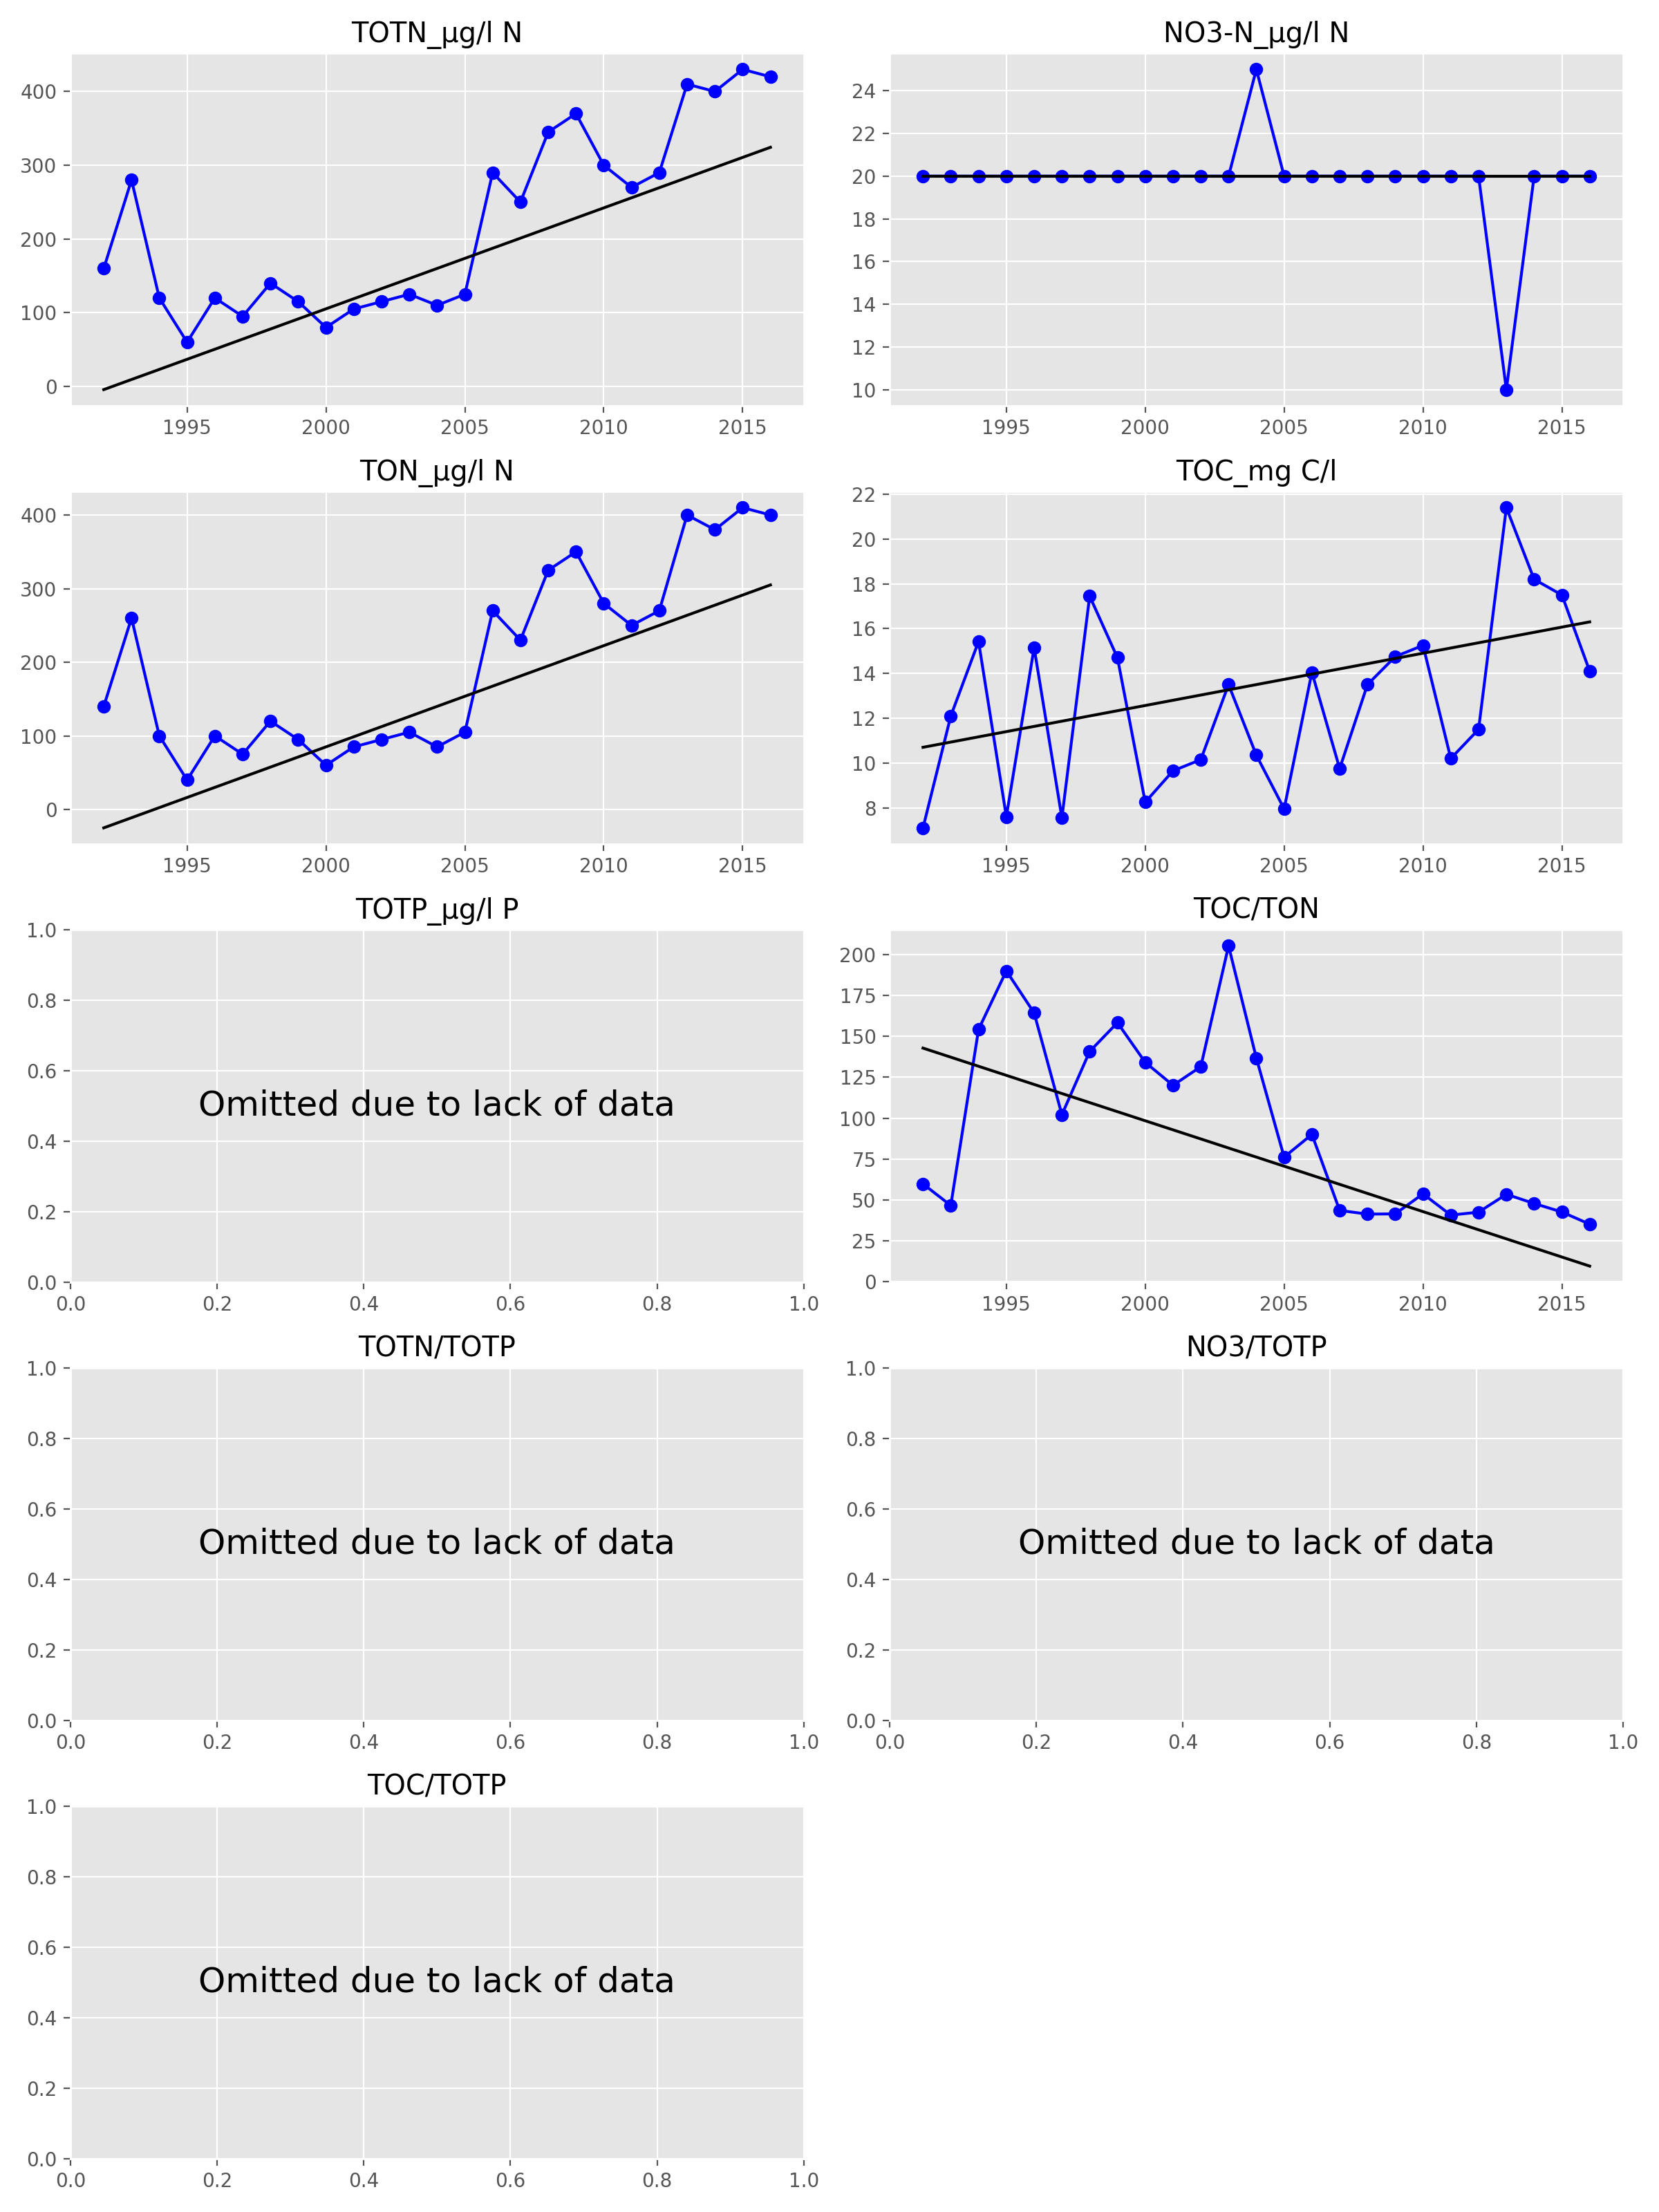 TOTN_µg/l N
400
300
200
100
0
1995 2000 2005 2010 2015
NO3-N_µg/l N
24
22
20
18
16
14
12
10
1995 2000 2005 2010 2015
TON_µg/l N
400
300
200
100
0
1995 2000 2005 2010 2015
TOC_mg C/l
22
20
18
16
14
12
10
8
1995 2000 2005 2010 2015
TOTP_µg/l P
1.0
0.8
0.6
Omitted due to lack of data
0.4
0.2
0.0
0.0 0.2 0.4 0.6 0.8 1.0
TOC/TON
200
175
150
125
100
75
50
25
0
1995 2000 2005 2010 2015
TOTN/TOTP
1.0
0.8
0.6
Omitted due to lack of data
0.4
0.2
0.0
0.0 0.2 0.4 0.6 0.8 1.0
NO3/TOTP
1.0
0.8
0.6
Omitted due to lack of data
0.4
0.2
0.0
0.0 0.2 0.4 0.6 0.8 1.0
TOC/TOTP
1.0
0.8
0.6
Omitted due to lack of data
0.4
0.2
0.0
0.0 0.2 0.4 0.6 0.8 1.0